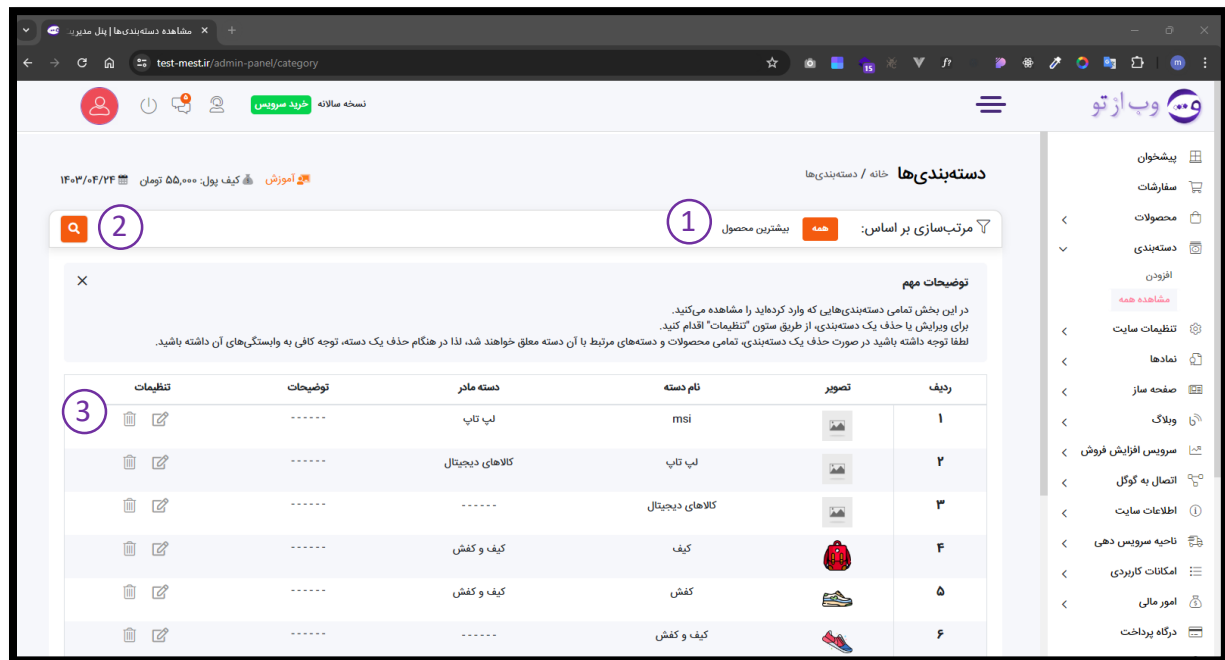 مشاهده دسته‌بندی‌ها | پنل مدیریت
test-mest.ir/admin-panel/category
15
m
وب از تو
نسخه سالانه خرید سرویس
پیشخوان
سفارشات
محصولات
دسته‌بندی
افزودن
مشاهده همه
تنظیمات سایت
نمادها
صفحه ساز
وبلاگ
سرویس افزایش فروش
اتصال به گوگل
اطلاعات سایت
ناحیه سرویس دهی
امکانات کاربردی
امور مالی
درگاه پرداخت
دسته‌بندی‌ها خانه / دسته‌بندی‌ها
آموزش کیف پول: ۵۵,۰۰۰ تومان ۱۴۰۳/۰۴/۲۴
مرتب‌سازی بر اساس: همه بیشترین محصول 1
2
توضیحات مهم
در این بخش تمامی دسته‌بندی‌هایی که وارد کرده‌اید را مشاهده می‌کنید.
برای ویرایش یا حذف یک دسته‌بندی، از طریق ستون "تنظیمات" اقدام کنید.
لطفا توجه داشته باشید در صورت حذف یک دسته‌بندی، تمامی محصولات و دسته‌های مرتبط با آن دسته معلق خواهند شد، لذا در هنگام حذف یک دسته، توجه کافی به وابستگی‌های آن داشته باشید.
ردیف تصویر نام دسته دسته مادر توضیحات تنظیمات
۱ msi لپ تاپ ------ 3
۲ لپ تاپ کالاهای دیجیتال ------
۳ کالاهای دیجیتال ------ ------
۴ کیف کیف و کفش ------
۵ کفش کیف و کفش ------
۶ کیف و کفش ------ ------